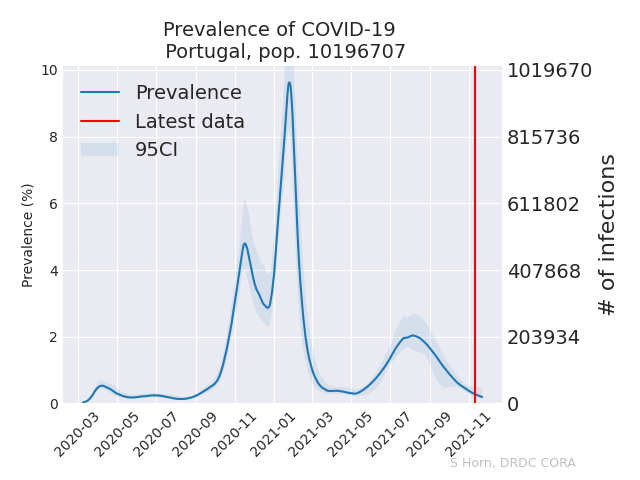 Prevalence of COVID-19
Portugal, pop. 10196707
Prevalence
Latest data
95CI
Prevalence (%)
10
8
6
4
2
0
1019670
815736
611802
407868
203934
0
# of infections
2020-03
2020-05
2020-07
2020-09
2020-11
2021-01
2021-03
2021-05
2021-07
2021-09
2021-11
S Horn, DRDC CORA